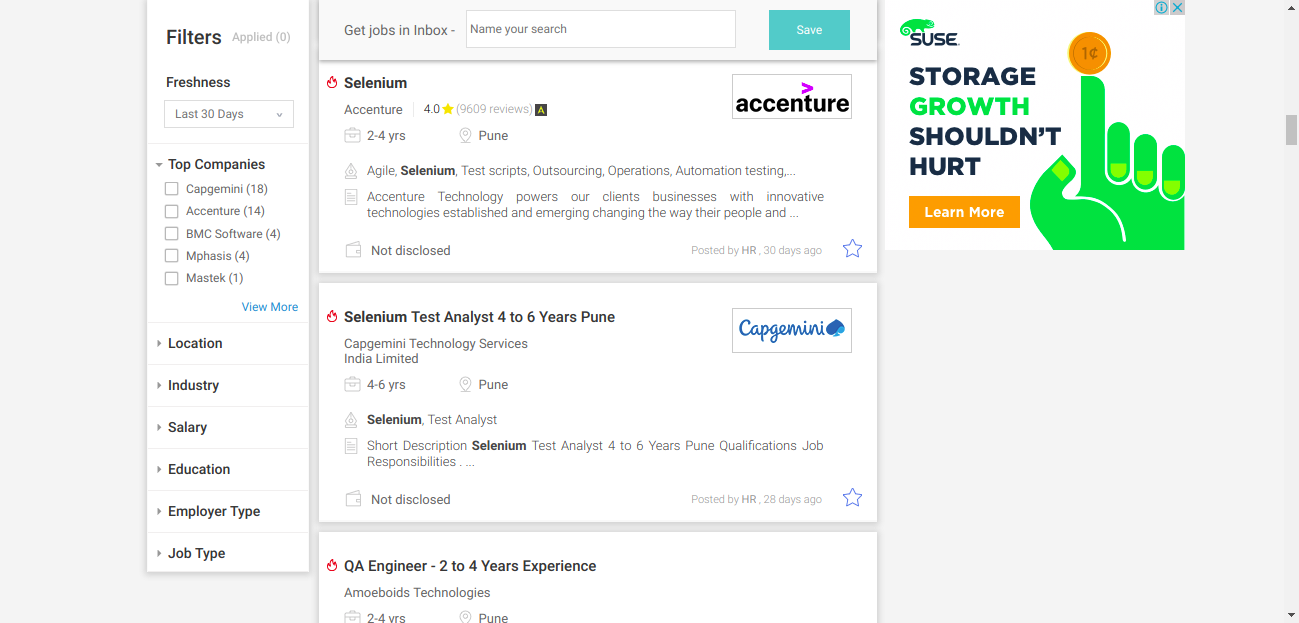 Filters Applied (0)
Freshness
Last 30 Days
Top Companies
Capgemini (18)
Accenture (14)
BMC Software (4)
Mphasis (4)
Mastek (1)
View More
Location
Industry
Salary
Education
Employer Type
Job Type
Get jobs in Inbox -
Name your search
Save
Selenium
Accenture
4.0 (9609 reviews) A
accenture
2-4 yrs
Pune
Agile, Selenium, Test scripts, Outsourcing, Operations, Automation testing,...
Accenture Technology powers our clients businesses with innovative
technologies established and emerging changing the way their people and ...
Not disclosed
Posted by HR , 30 days ago
Selenium Test Analyst 4 to 6 Years Pune
Capgemini Technology Services
India Limited
Capgemini
4-6 yrs
Pune
Selenium, Test Analyst
Short Description Selenium Test Analyst 4 to 6 Years Pune Qualifications Job
Responsibilities . ...
Not disclosed
Posted by HR , 28 days ago
QA Engineer - 2 to 4 Years Experience
Amoeboids Technologies
2-4 yrs
Pune
SUSE
STORAGE
GROWTH
SHOULDN'T
HURT
Learn More
1¢